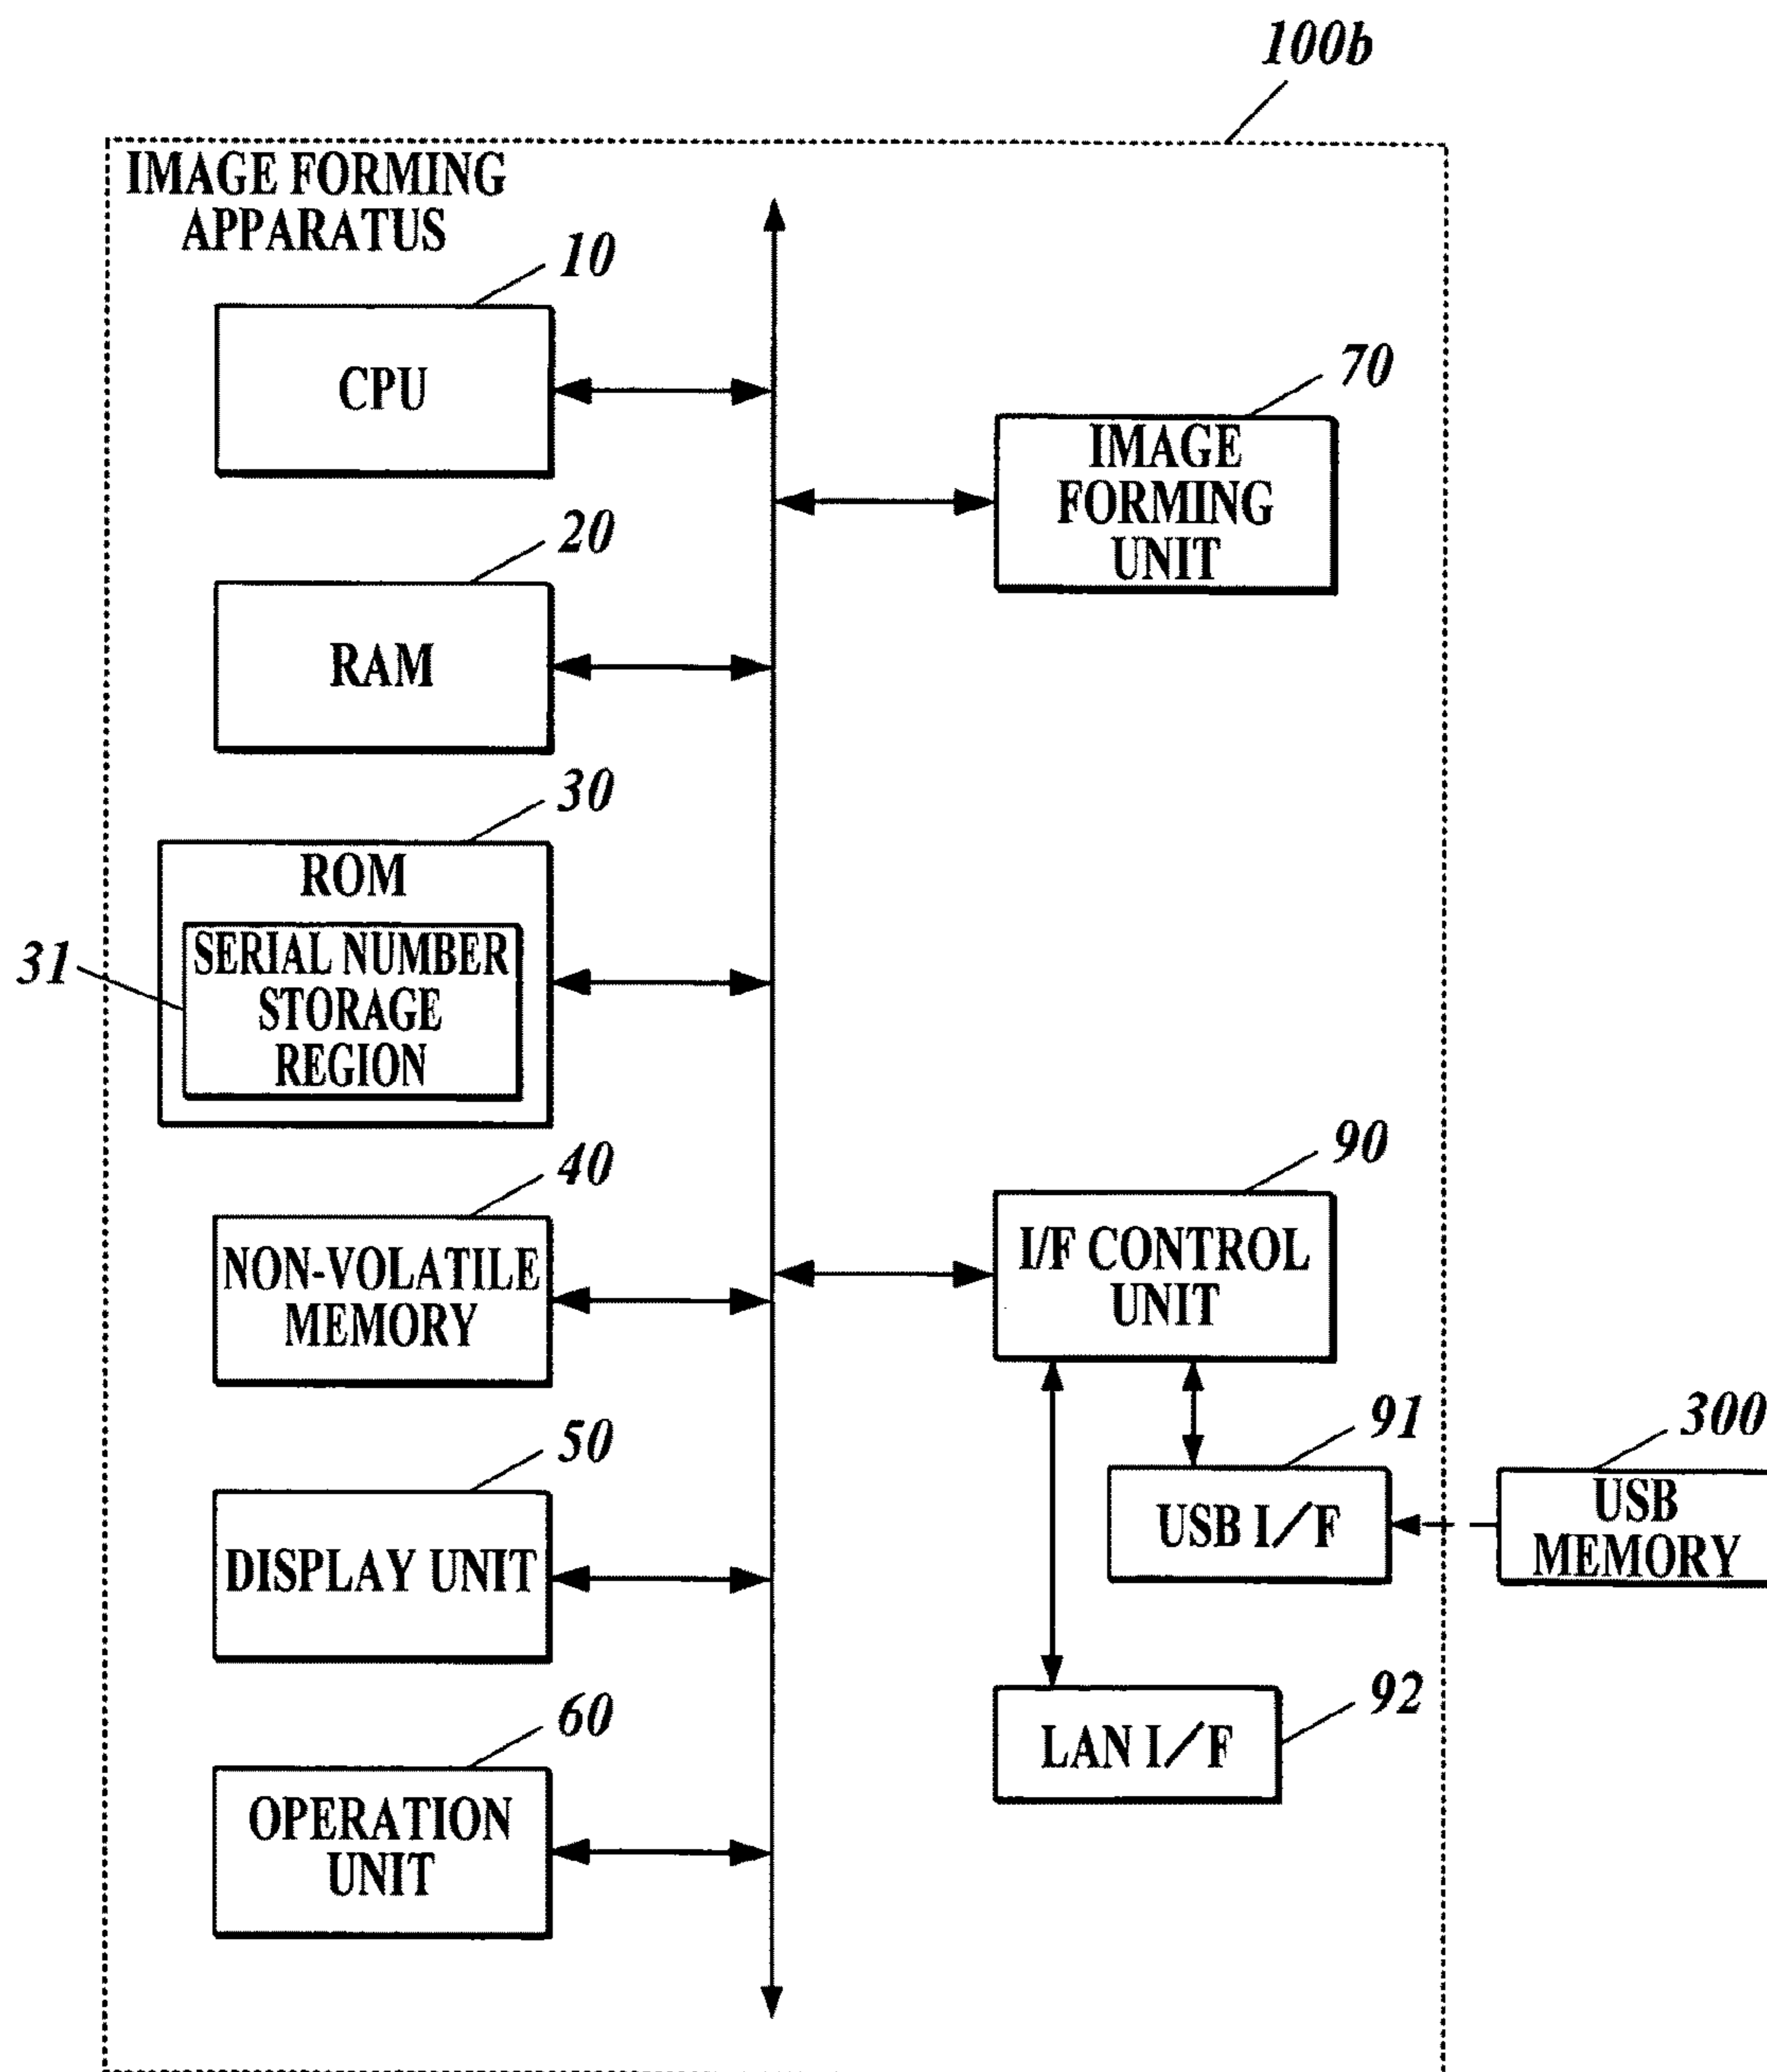 100b
IMAGE FORMING
APPARATUS
10
CPU
70
IMAGE
FORMING
UNIT
20
RAM
30
ROM
31
SERIAL NUMBER
STORAGE
REGION
90
I/F CONTROL
UNIT
40
NON-VOLATILE
MEMORY
91
USB I/F
300
USB
MEMORY
50
DISPLAY UNIT
92
LAN I/F
60
OPERATION
UNIT